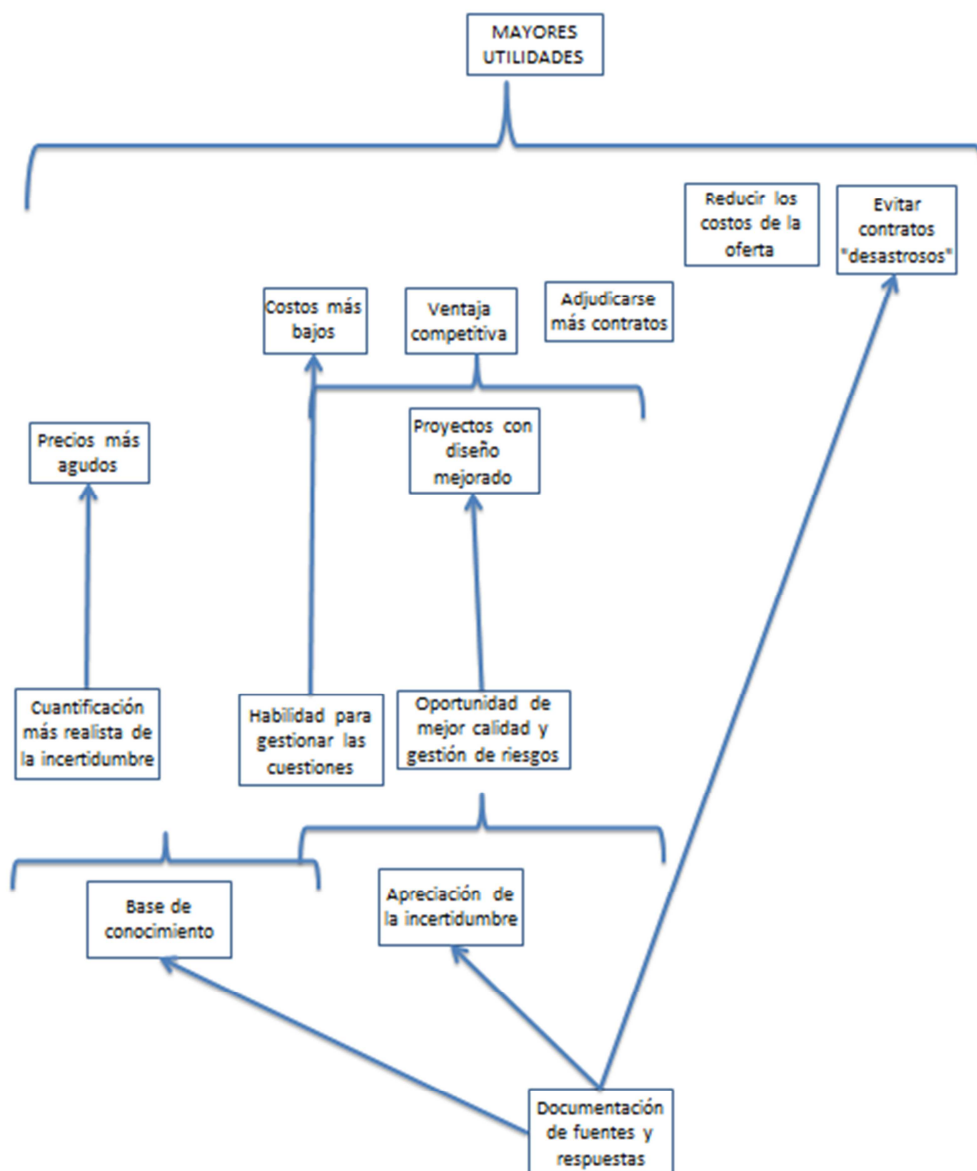 MAYORES
UTILIDADES
Reducir los
costos de la
oferta
Evitar
contratos
"desastrosos"
Costos más
bajos
Ventaja
competitiva
Adjudicarse
más contratos
Precios más
agudos
Proyectos con
diseño
mejorado
Cuantificación
más realista de
la incertidumbre
Habilidad para
gestionar las
cuestiones
Oportunidad de
mejor calidad y
gestión de riesgos
Base de
conocimiento
Apreciación de
la incertidumbre
Documentación
de fuentes y
respuestas